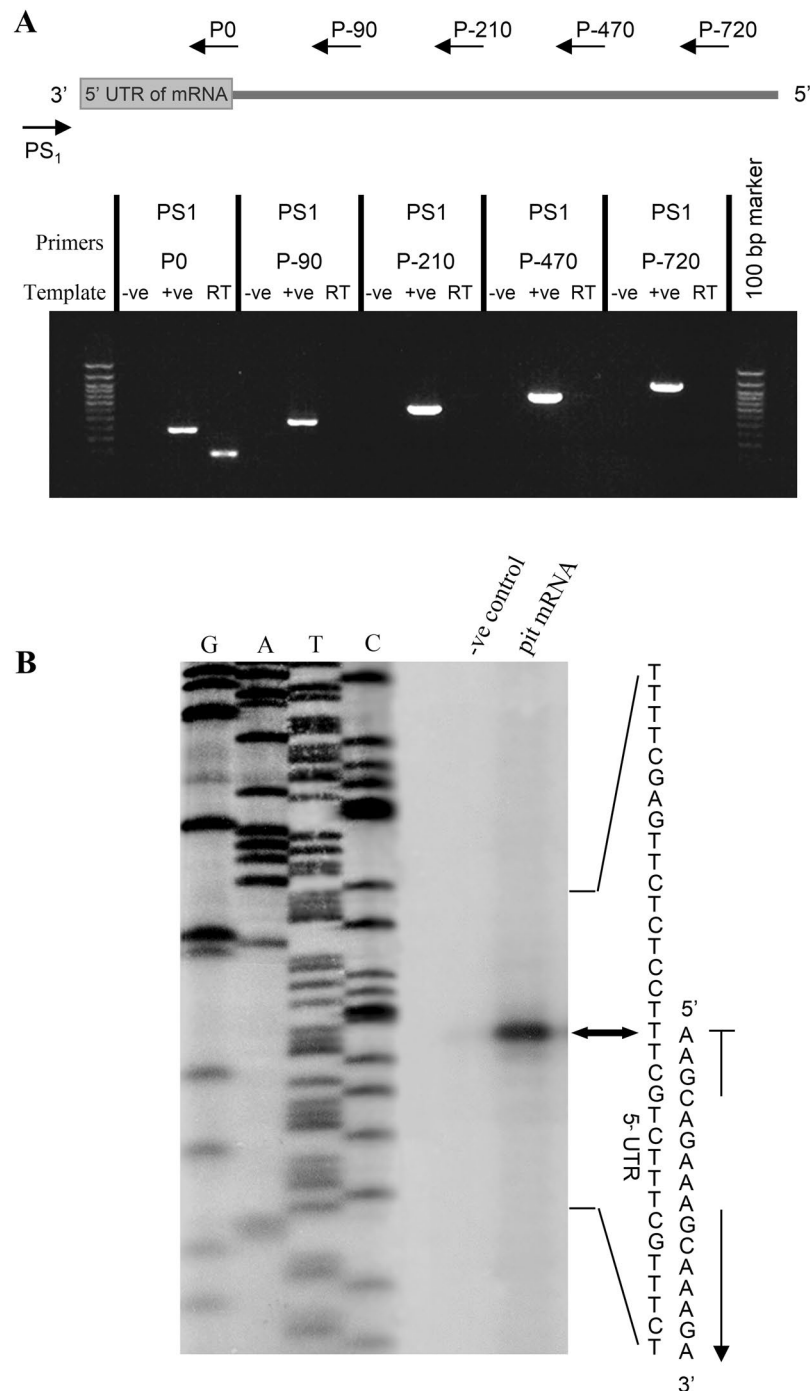 A
P0 P-90 P-210 P-470 P-720
3' 5' UTR of mRNA 5'
PS1
Primers PS1 PS1 PS1 PS1 PS1 100 bp marker
P0 P-90 P-210 P-470 P-720
Template -ve +ve RT -ve +ve RT -ve +ve RT -ve +ve RT -ve +ve RT
B
G A T C -ve control pit mRNA
TTTTCGAGTTCTCTCCTTTCGTCTTTCGTTTCT
5'
AAGCAGAAAGCAAAGA
3'
5- UTR